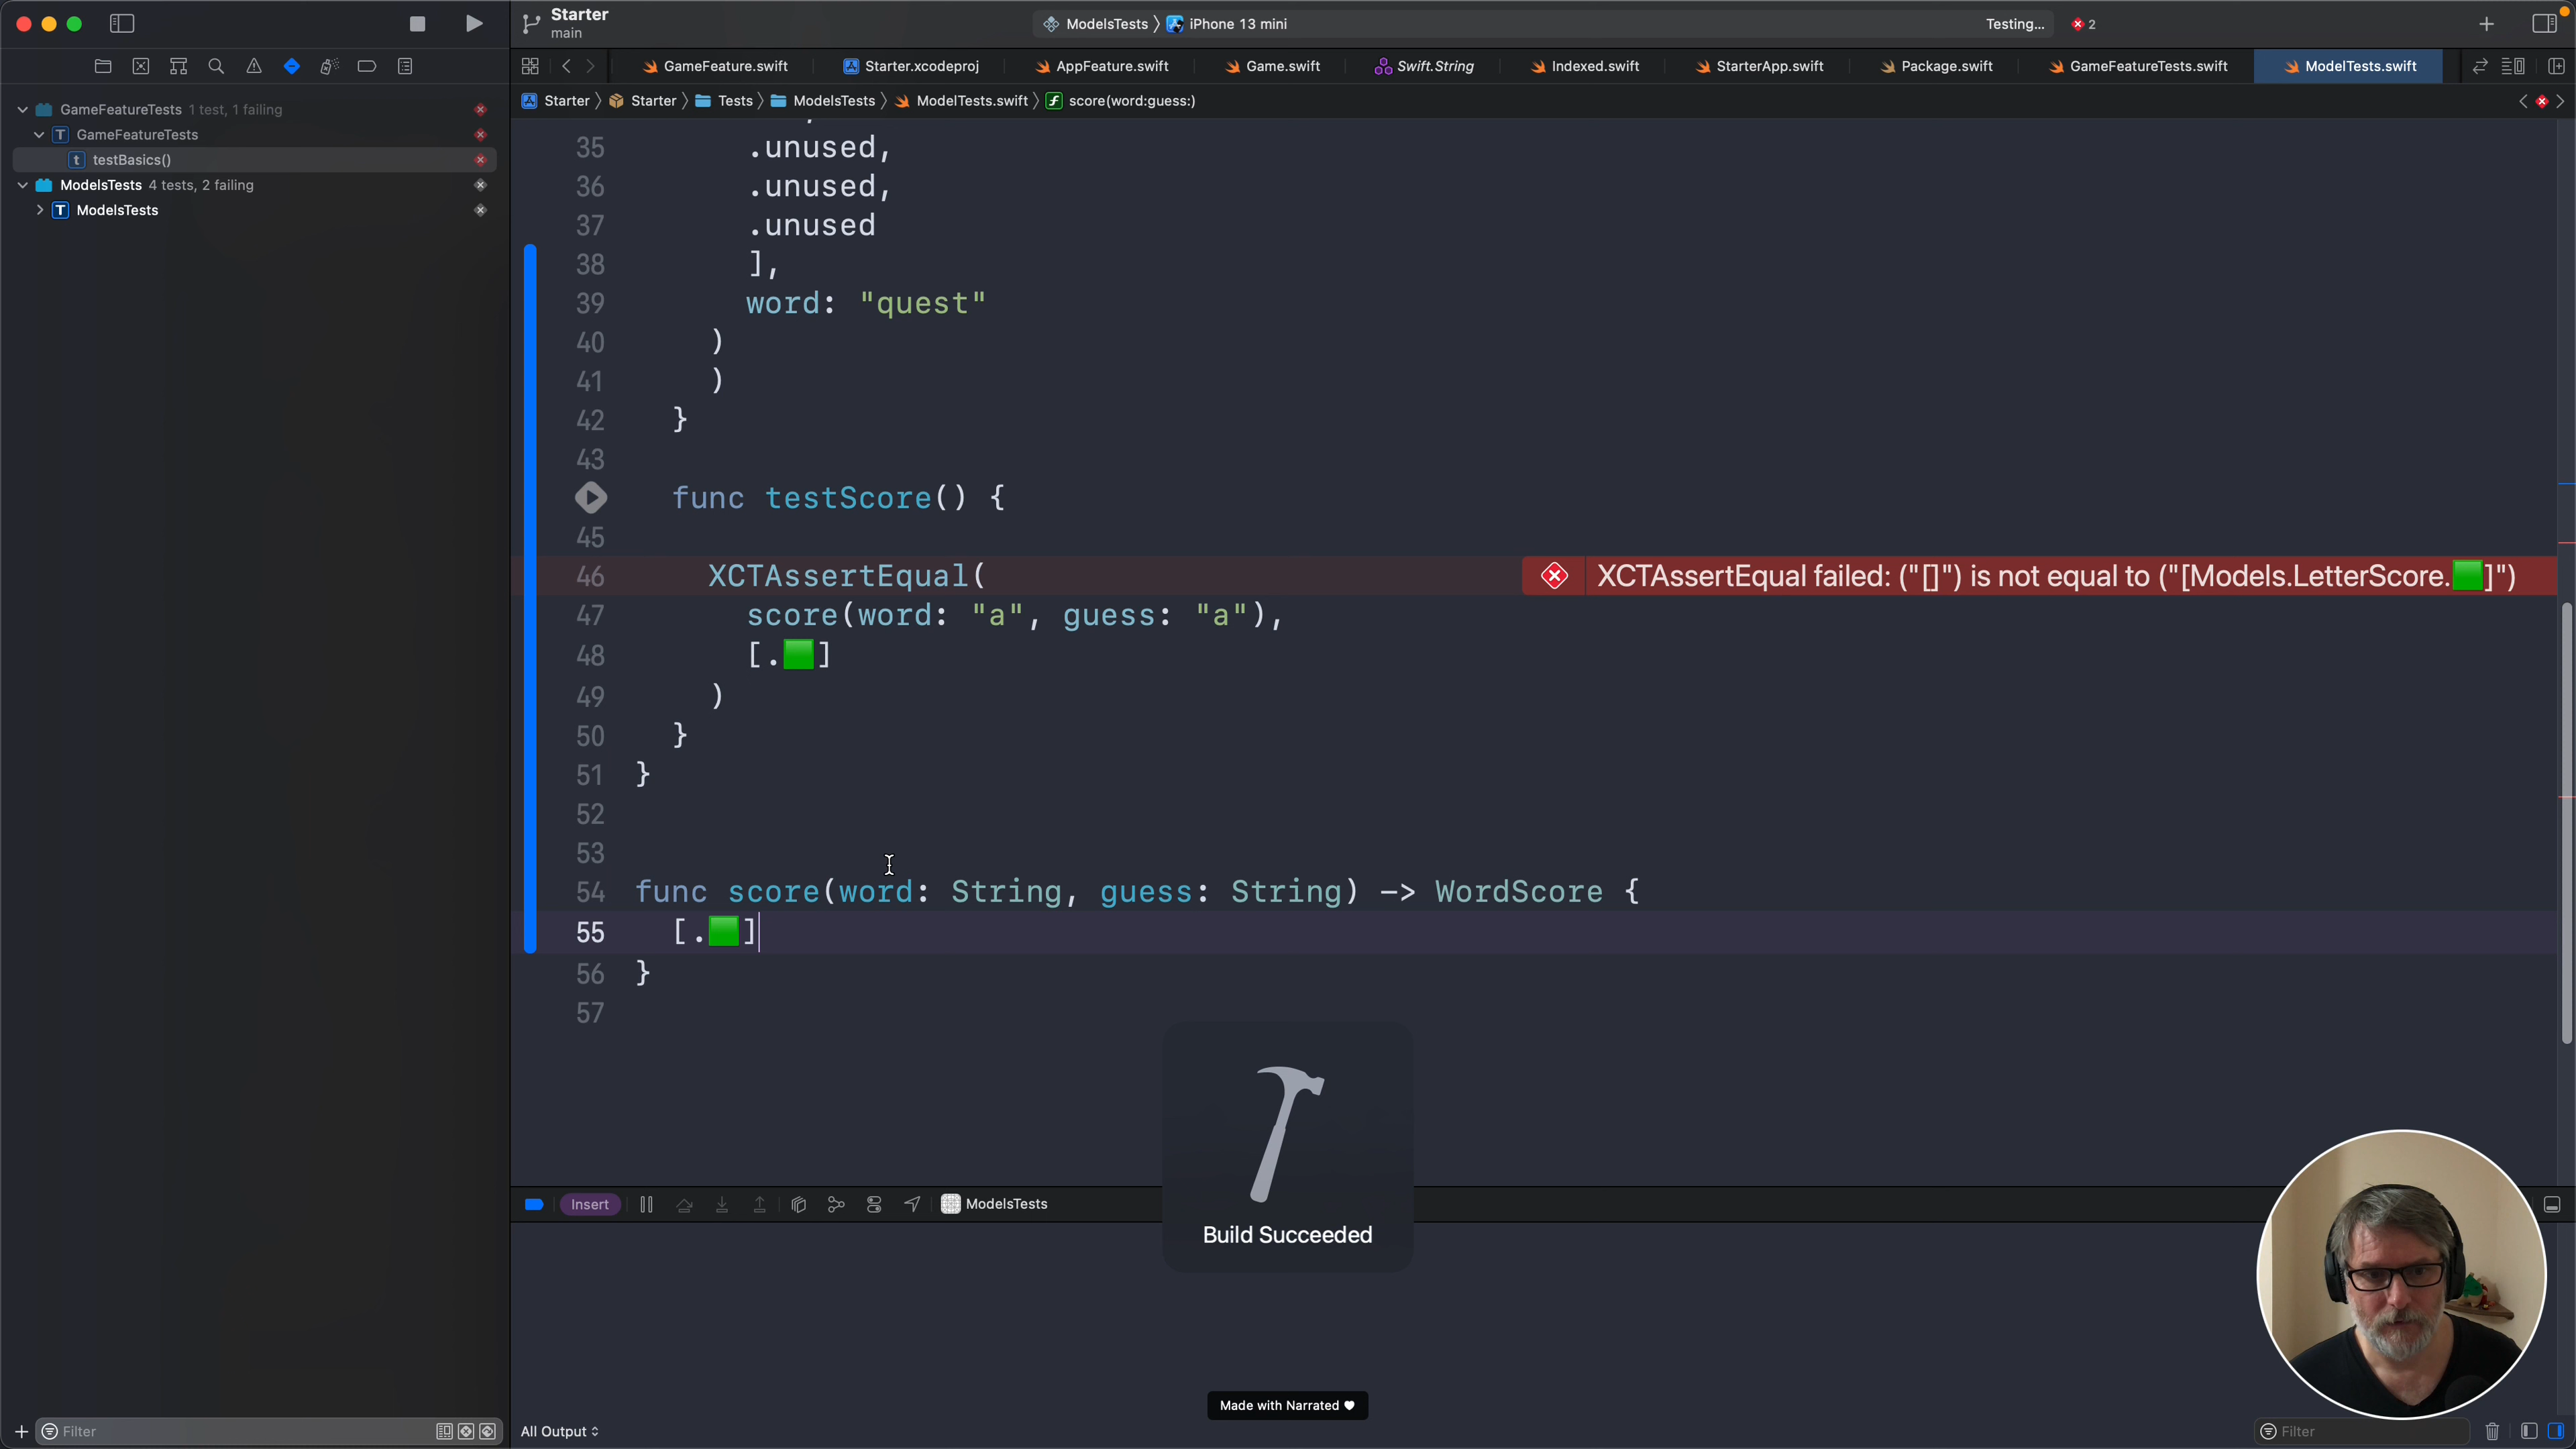 Starter
main
ModelsTests
iPhone 13 mini
Testing...
2
GameFeature.swift
Starter.xcodeproj
AppFeature.swift
Game.swift
Swift.String
Indexed.swift
StarterApp.swift
Package.swift
GameFeatureTests.swift
ModelTests.swift
Starter
Starter
Tests
ModelsTests
ModelTests.swift
score(word:guess:)
GameFeatureTests 1 test, 1 failing
T GameFeatureTests
t testBasics()
ModelsTests 4 tests, 2 failing
T ModelsTests
35 .unused,
36 .unused,
37 .unused
38 ],
39 word: "quest"
40 )
41 )
42 }
43
func testScore() {
45
46 XCTAssertEqual(
XCTAssertEqual failed: ("[]") is not equal to ("[Models.LetterScore.🟩]")
47 score(word: "a", guess: "a"),
48 [.🟩]
49 )
50 }
51 }
52
53
54 func score(word: String, guess: String) -> WordScore {
55 [.🟩]
56 }
57
Build Succeeded
Insert
ModelsTests
Made with Narrated ♥
Filter
All Output
Filter